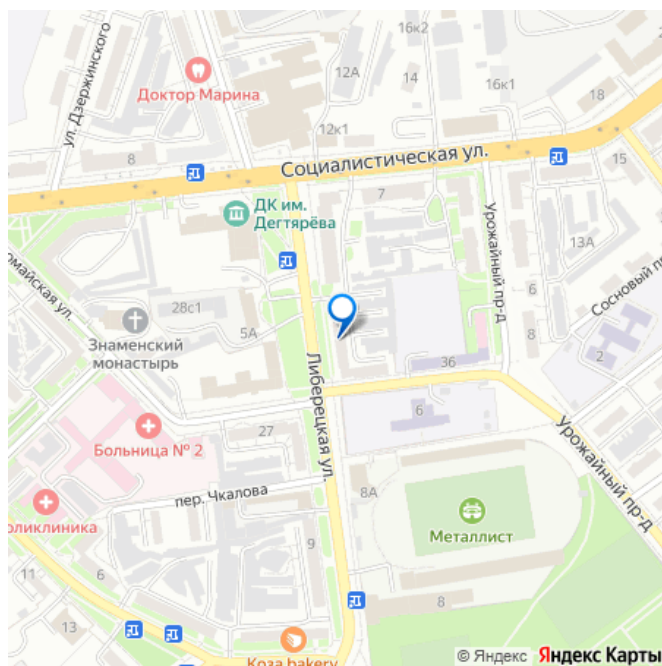 ул. Дзержинского
16к2
12А
14
16к1
Доктор Марина
18
12к1
8
Социалистическая ул.
15
7
ДК им.
Дегтярёва
Урожайный пр-д
13А
28с1
6
Знаменский
монастырь
5А
8
2
Либерецкая ул.
36
6
Больница № 2
27
Урожайный пр-д
пер. Чкалова
8А
Металлист
9
11
6
8
13
Коза bakery
© Яндекс Яндекс Карты